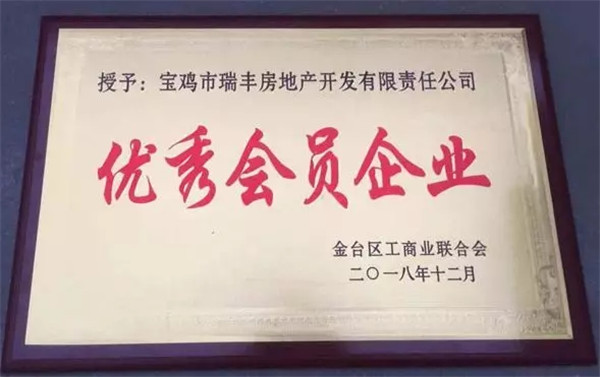 授予：宝鸡市瑞丰房地产开发有限责任公司
优秀会员企业
金台区工商业联合会
二〇一八年十二月